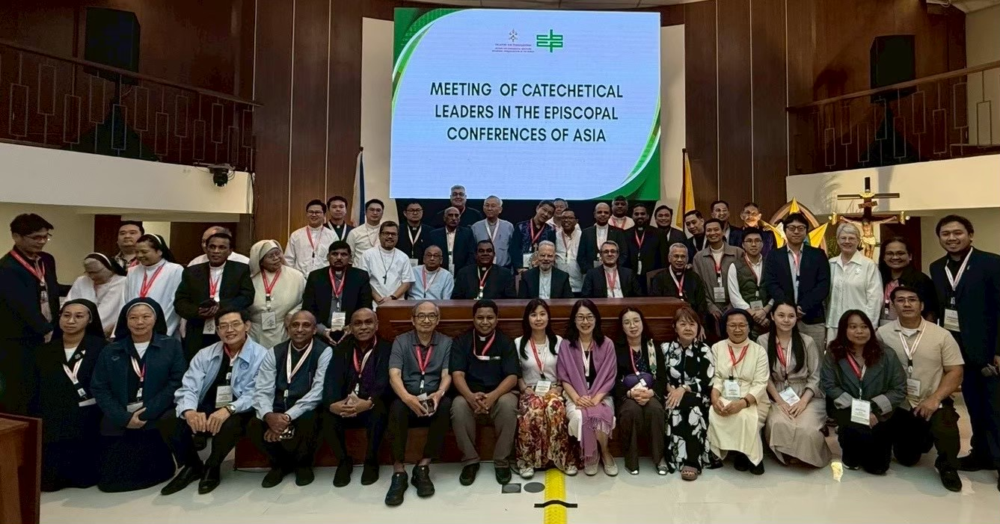 MEETING OF CATECHETICAL
LEADERS IN THE EPISCOPAL
CONFERENCES OF ASIA